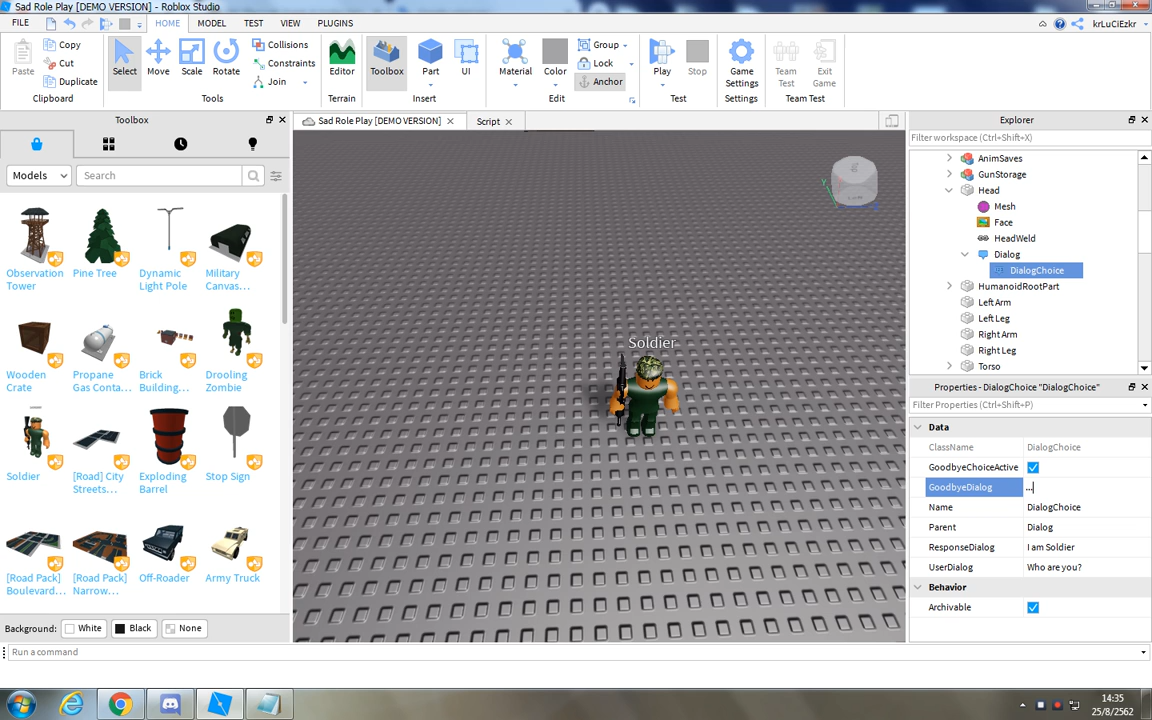 Sad Role Play [DEMO VERSION] - Roblox Studio
FILE HOME MODEL TEST VIEW PLUGINS krLuCiEzkr
Paste Copy Cut Duplicate Select Move Scale Rotate Collisions Constraints Join Editor Toolbox Part UI Material Color Group Lock Anchor Play Stop Game Settings Team Test Exit Game
Clipboard Tools Terrain Insert Edit Test Settings Team Test
Toolbox
Sad Role Play [DEMO VERSION] Script
Models Search
Observation Tower
Pine Tree
Dynamic Light Pole
Military Canvas...
Wooden Crate
Propane Gas Conta...
Brick Building...
Drooling Zombie
Soldier
[Road] City Streets...
Exploding Barrel
Stop Sign
[Road Pack] Boulevard...
[Road Pack] Narrow...
Off-Roader
Army Truck
Background: White Black None
Soldier
Explorer
Filter workspace (Ctrl+Shift+X)
AnimSaves
GunStorage
Head
Mesh
Face
HeadWeld
Dialog
DialogChoice
HumanoidRootPart
Left Arm
Left Leg
Right Arm
Right Leg
Torso
Properties - DialogChoice "DialogChoice"
Filter Properties (Ctrl+Shift+P)
Data
ClassName DialogChoice
GoodbyeChoiceActive
GoodbyeDialog ...
Name DialogChoice
Parent Dialog
ResponseDialog I am Soldier
UserDialog Who are you?
Behavior
Archivable
Run a command
14:35
25/8/2562